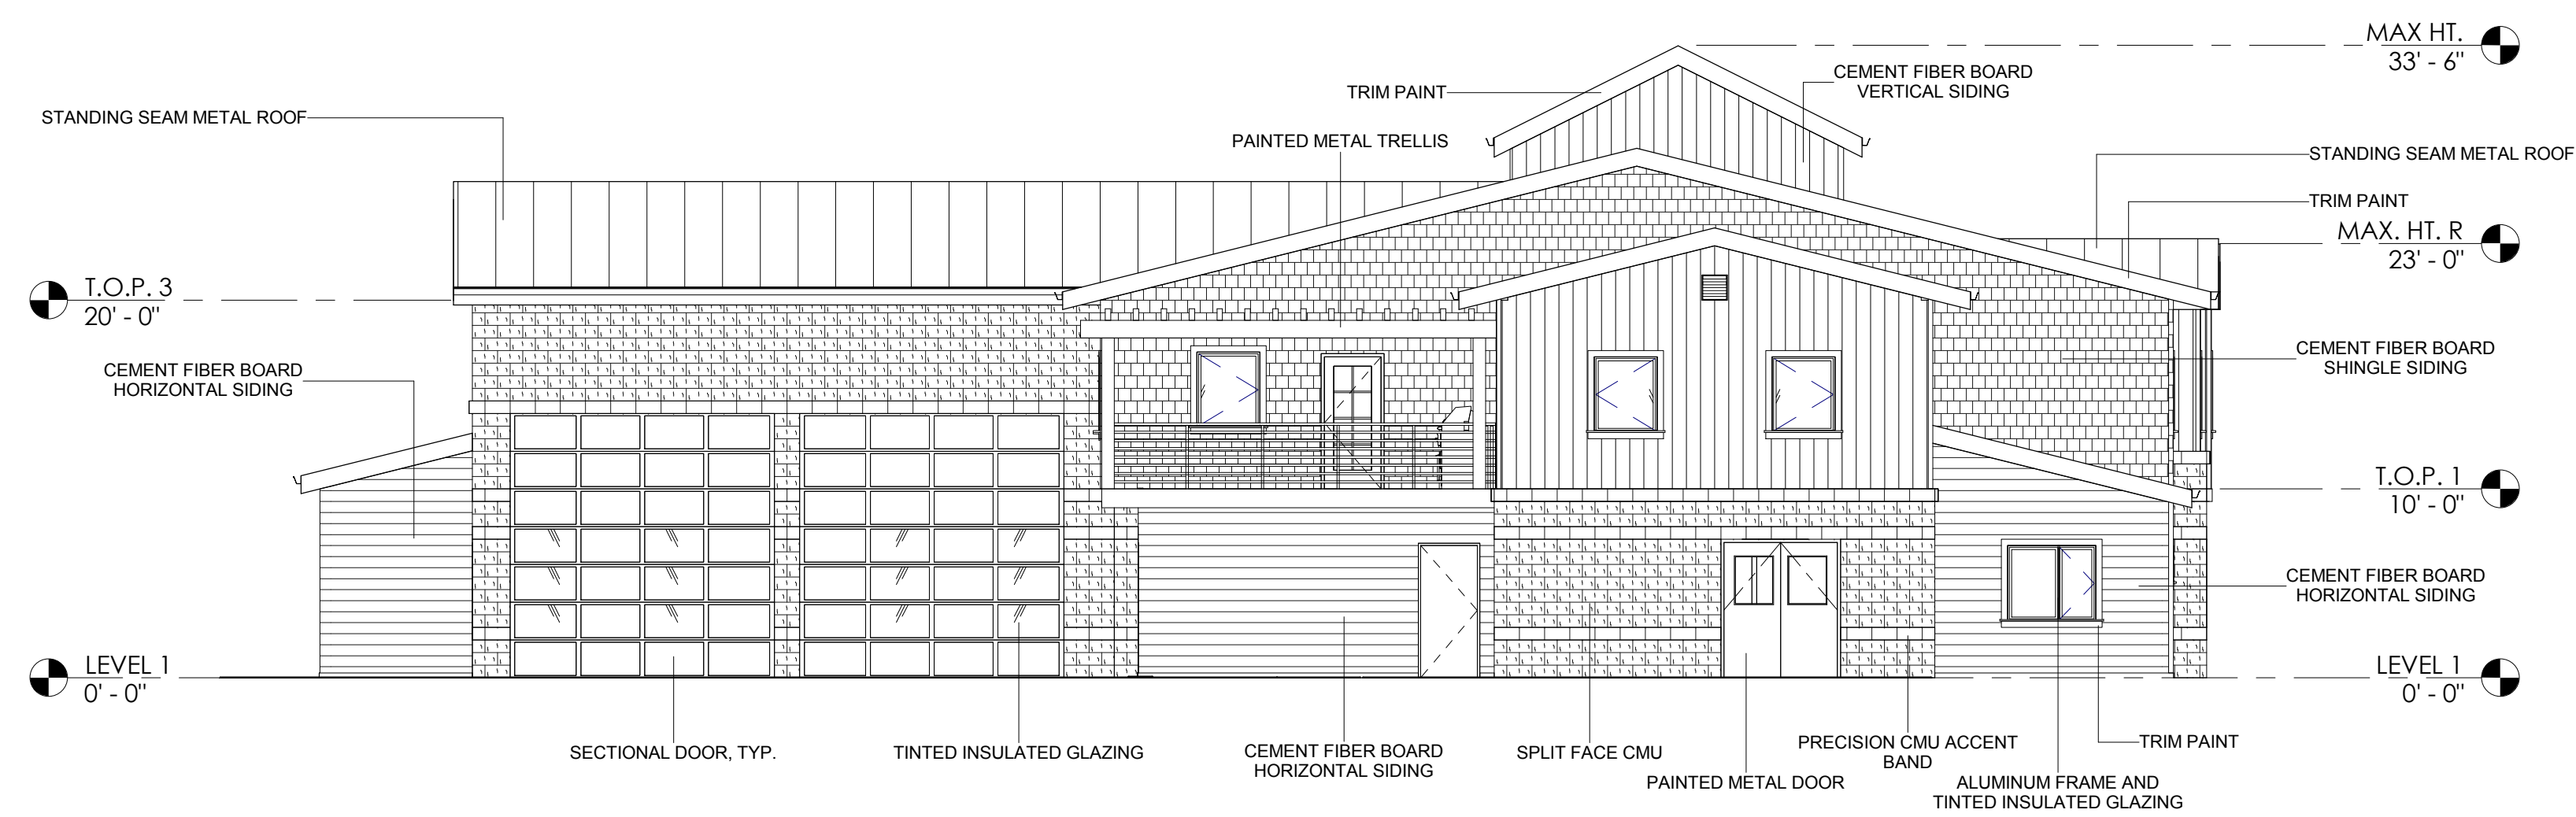 MAX HT.
33' - 6"
CEMENT FIBER BOARD
VERTICAL SIDING
TRIM PAINT
STANDING SEAM METAL ROOF
PAINTED METAL TRELLIS
STANDING SEAM METAL ROOF
TRIM PAINT
MAX. HT. R
23' - 0"
T.O.P. 3
20' - 0"
CEMENT FIBER BOARD
SHINGLE SIDING
CEMENT FIBER BOARD
HORIZONTAL SIDING
T.O.P. 1
10' - 0"
CEMENT FIBER BOARD
HORIZONTAL SIDING
LEVEL 1
0' - 0"
LEVEL 1
0' - 0"
SECTIONAL DOOR, TYP.
TINTED INSULATED GLAZING
CEMENT FIBER BOARD
HORIZONTAL SIDING
SPLIT FACE CMU
PAINTED METAL DOOR
PRECISION CMU ACCENT
BAND
ALUMINUM FRAME AND
TINTED INSULATED GLAZING
TRIM PAINT